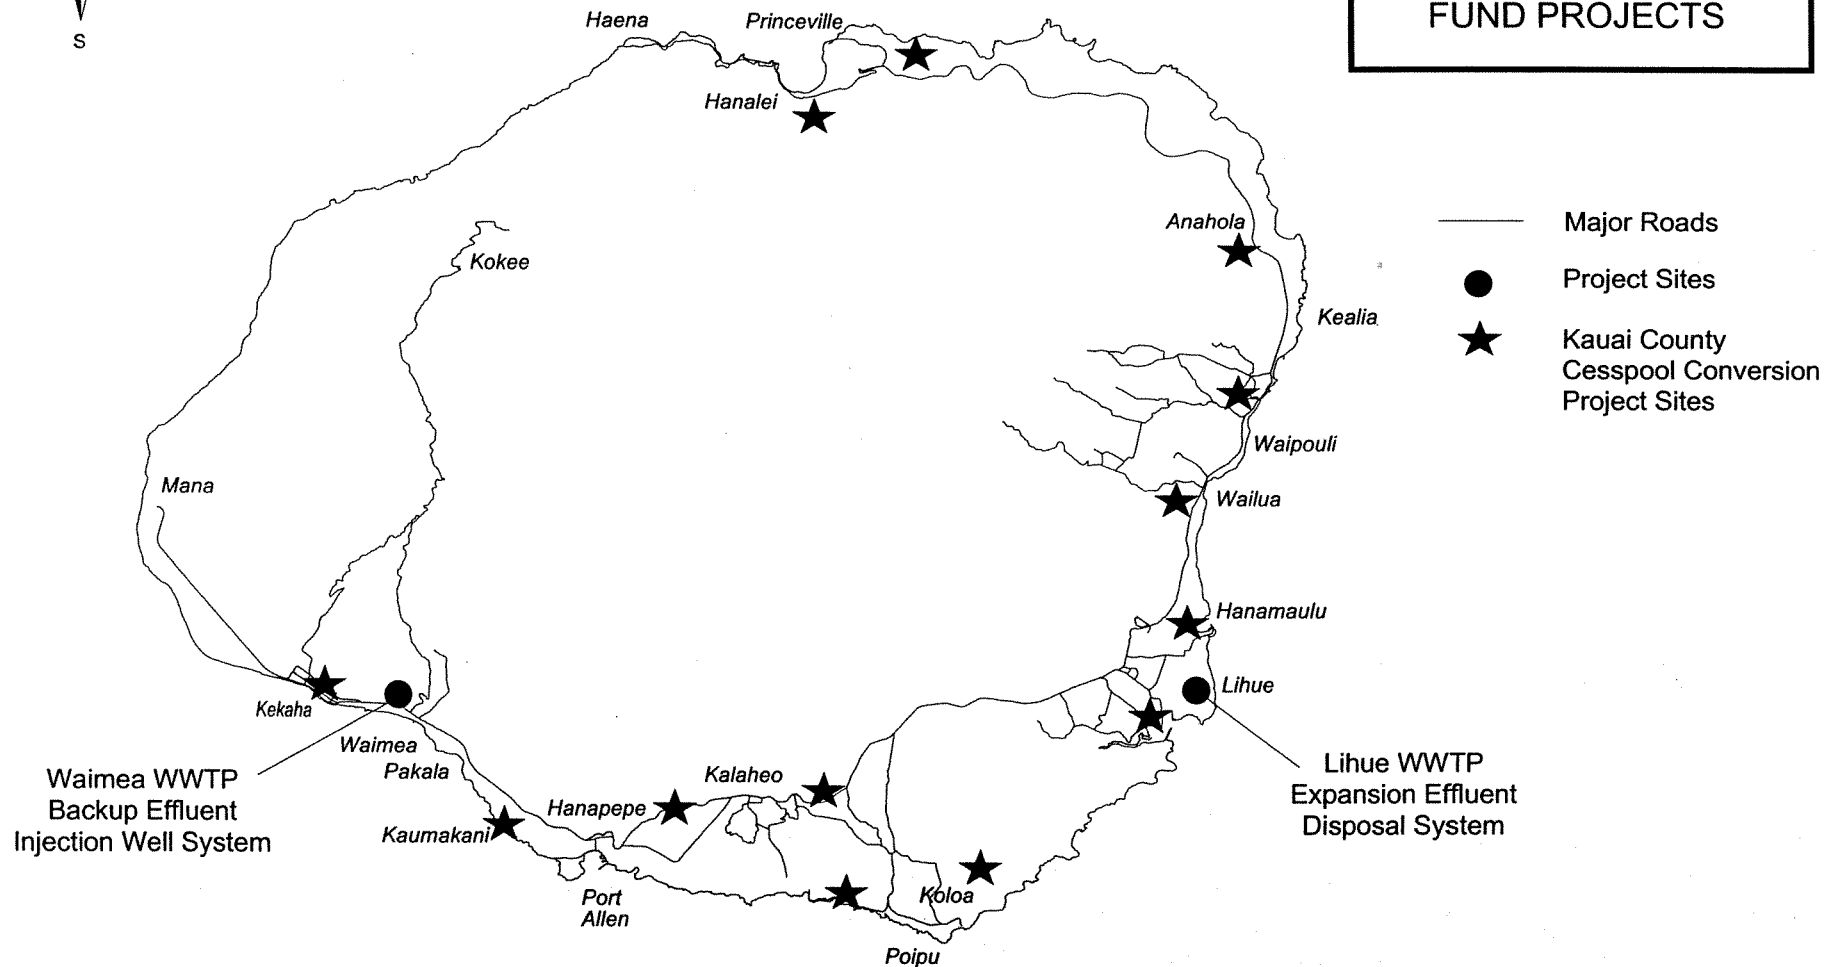 S
FUND PROJECTS
Haena
Princeville
Hanalei
Anahola
Kokee
Kealia
Major Roads
Project Sites
Kauai County
Cesspool Conversion
Project Sites
Waipouli
Mana
Wailua
Hanamaulu
Lihue
Kekaha
Waimea
Pakala
Waimea WWTP
Backup Effluent
Injection Well System
Kalaheo
Hanapepe
Kaumakani
Lihue WWTP
Expansion Effluent
Disposal System
Port
Allen
Koloa
Poipu